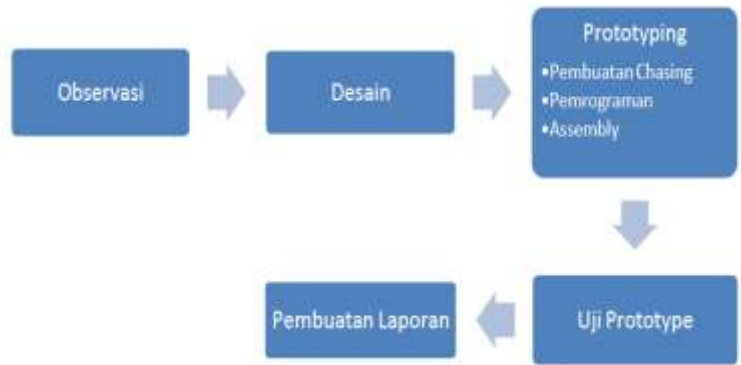 Observasi
Desain
Prototyping
•Pembuatan Chasing
•Pemrograman
•Assembly
Uji Prototype
Pembuatan Laporan